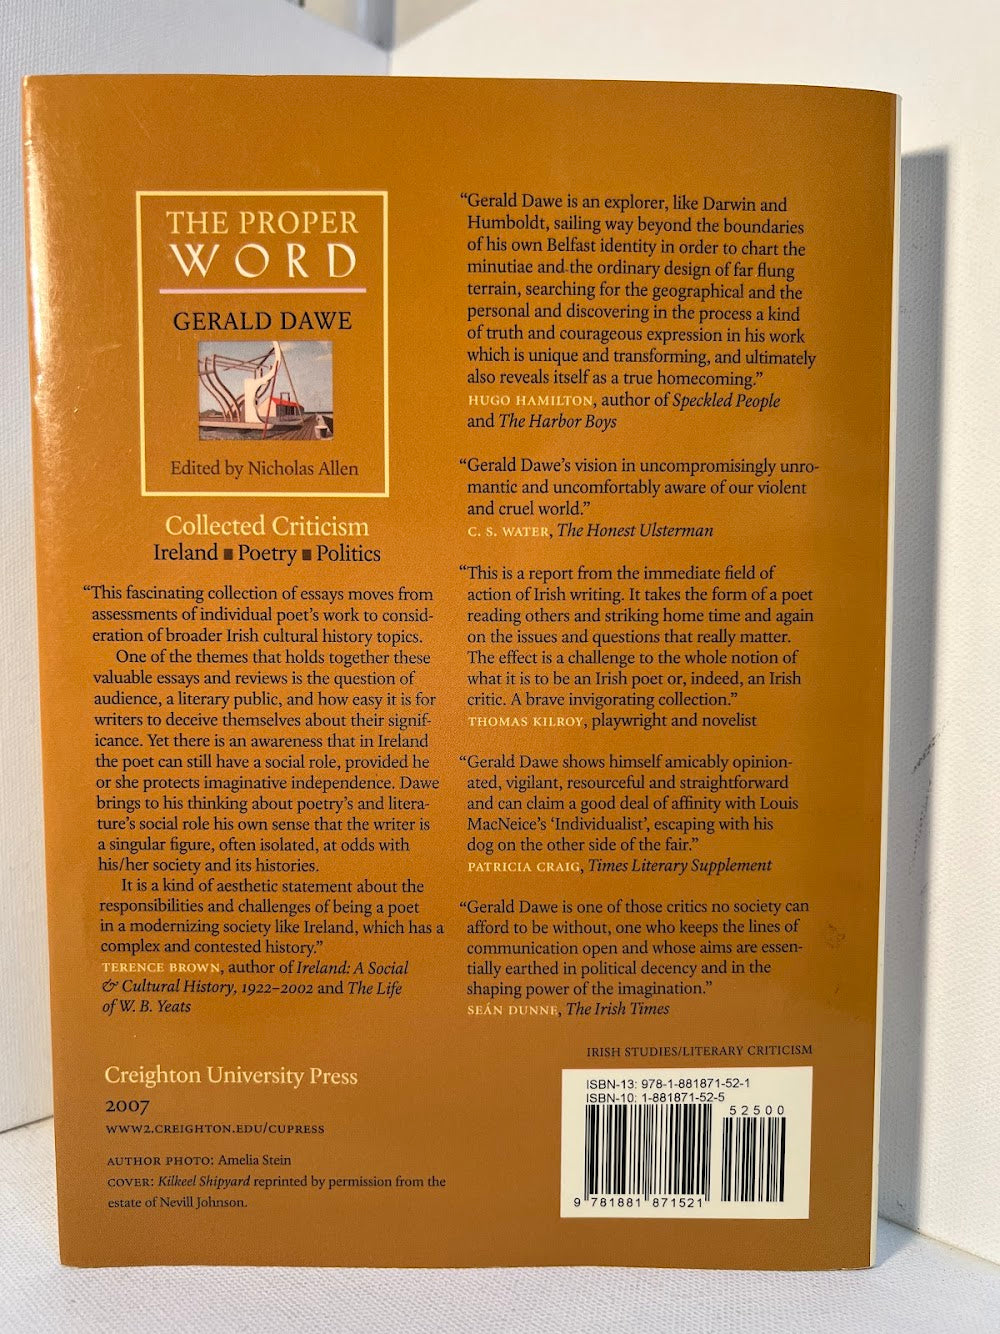 THE PROPER
WORD
GERALD DAWE
Edited by Nicholas Allen
Collected Criticism
Ireland ■ Poetry ■ Politics
“This fascinating collection of essays moves from
assessments of individual poet’s work to consid-
eration of broader Irish cultural history topics.
One of the themes that holds together these
valuable essays and reviews is the question of
audience, a literary public, and how easy it is for
writers to deceive themselves about their signif-
icance. Yet there is an awareness that in Ireland
the poet can still have a social role, provided he
or she protects imaginative independence. Dawe
brings to his thinking about poetry’s and litera-
ture’s social role his own sense that the writer is
a singular figure, often isolated, at odds with
his/her society and its histories.
It is a kind of aesthetic statement about the
responsibilities and challenges of being a poet
in a modernizing society like Ireland, which has a
complex and contested history.”
TERENCE BROWN, author of Ireland: A Social
& Cultural History, 1922–2002 and The Life
of W. B. Yeats
Creighton University Press
2007
WWW2.CREIGHTON.EDU/CUPRESS
AUTHOR PHOTO: Amelia Stein
COVER: Kilkeel Shipyard reprinted by permission from the
estate of Nevill Johnson.
“Gerald Dawe is an explorer, like Darwin and
Humboldt, sailing way beyond the boundaries
of his own Belfast identity in order to chart the
minutiae and the ordinary design of far flung
terrain, searching for the geographical and the
personal and discovering in the process a kind
of truth and courageous expression in his work
which is unique and transforming, and ultimately
also reveals itself as a true homecoming.”
HUGO HAMILTON, author of Speckled People
and The Harbor Boys
“Gerald Dawe’s vision in uncompromisingly unro-
mantic and uncomfortably aware of our violent
and cruel world.”
C. S. WATER, The Honest Ulsterman
“This is a report from the immediate field of
action of Irish writing. It takes the form of a poet
reading others and striking home time and again
on the issues and questions that really matter.
The effect is a challenge to the whole notion of
what it is to be an Irish poet or, indeed, an Irish
critic. A brave invigorating collection.”
THOMAS KILROY, playwright and novelist
“Gerald Dawe shows himself amicably opinion-
ated, vigilant, resourceful and straightforward
and can claim a good deal of affinity with Louis
MacNeice’s ‘Individualist’, escaping with his
dog on the other side of the fair.”
PATRICIA CRAIG, Times Literary Supplement
“Gerald Dawe is one of those critics no society can
afford to be without, one who keeps the lines of
communication open and whose aims are essen-
tially earthed in political decency and in the
shaping power of the imagination.”
SEÁN DUNNE, The Irish Times
IRISH STUDIES/LITERARY CRITICISM
ISBN-13: 978-1-881871-52-1
ISBN-10: 1-881871-52-5
52500
9 781881 871521